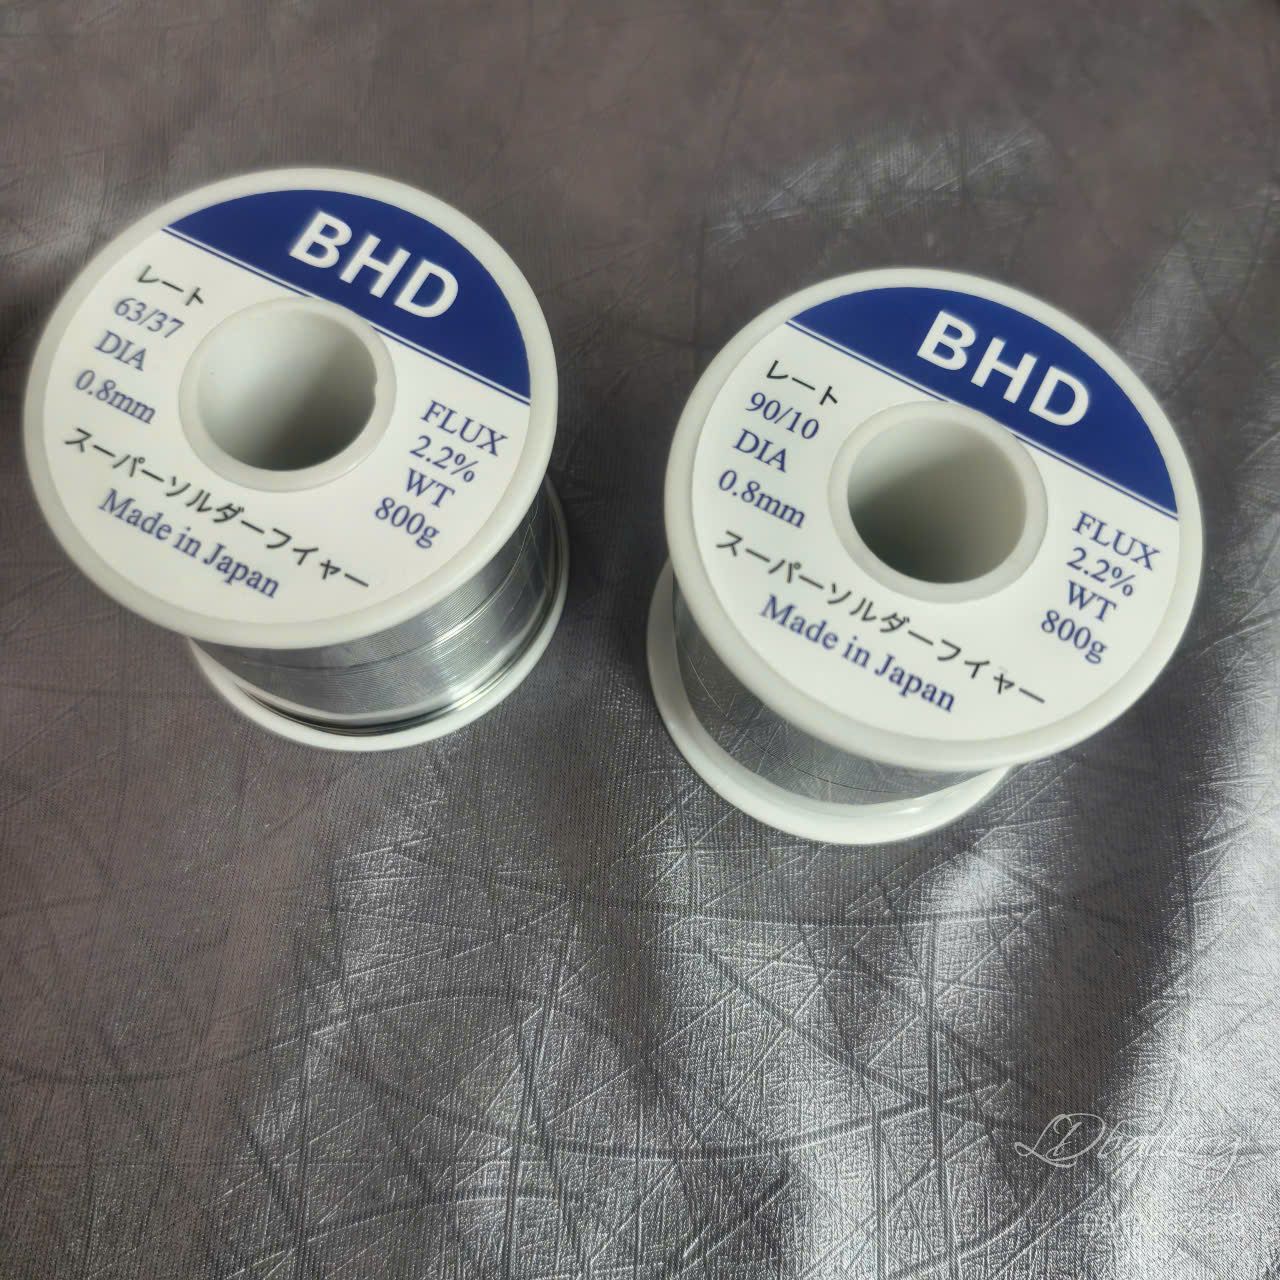 BHD
レート
63/37
DIA
0.8mm
FLUX
2.2%
WT
800g
スーパーソルダーフイャー
Made in Japan
BHD
レート
90/10
DIA
0.8mm
FLUX
2.2%
WT
800g
スーパーソルダーフイャー
Made in Japan